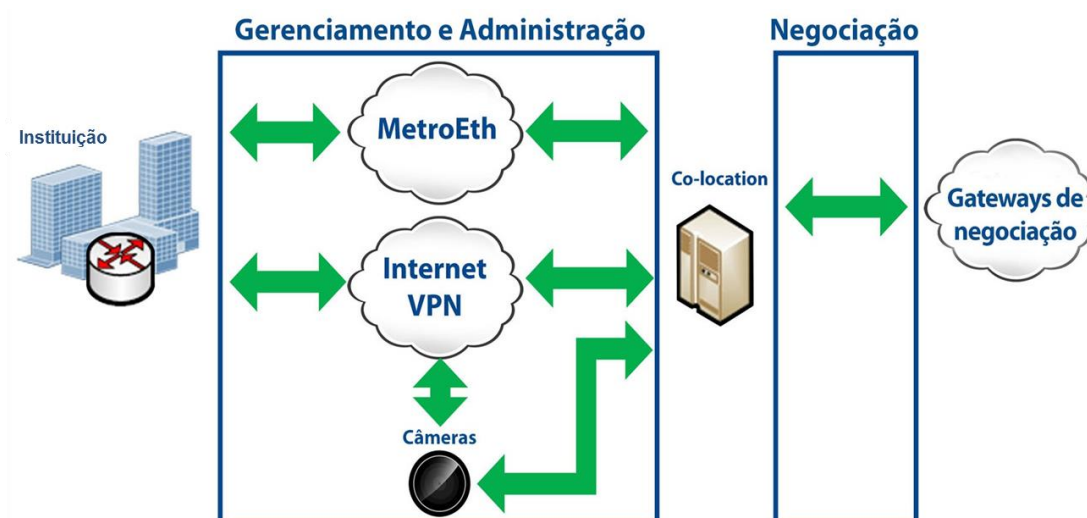 Gerenciamento e Administração
Negociação
Instituição
MetroEth
Co-location
Gateways de
negociação
Internet
VPN
Câmeras